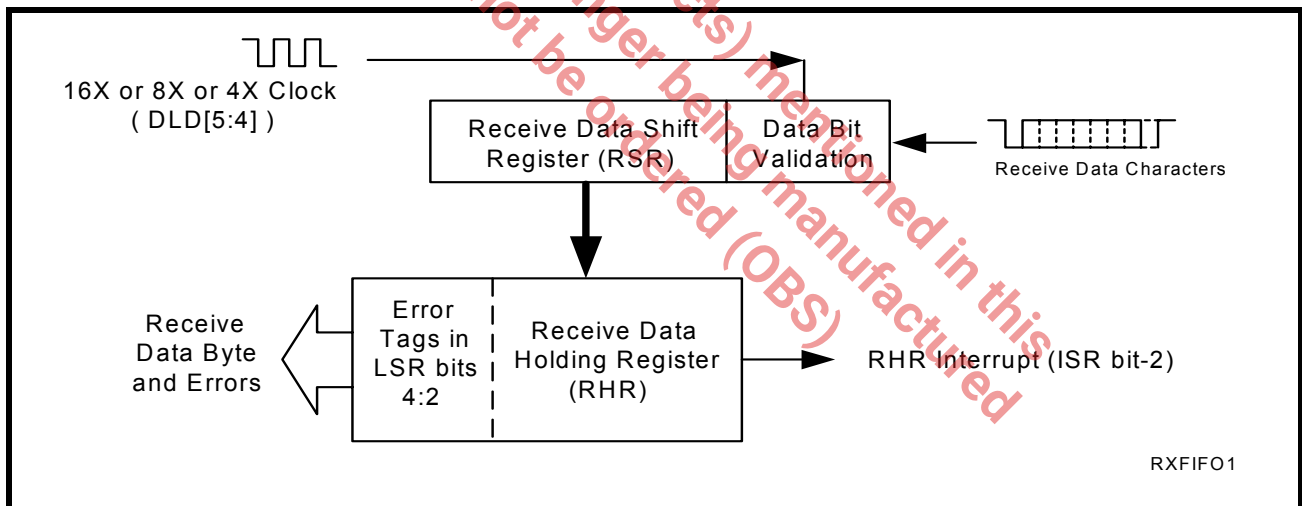 16X or 8X or 4X Clock
( DLD[5:4] )
Receive Data Shift
Register (RSR)
Data Bit
Validation
Receive Data Characters
Receive
Data Byte
and Errors
Error
Tags in
LSR bits
4:2
Receive Data
Holding Register
(RHR)
RHR Interrupt (ISR bit-2)
RXFIFO1
cts) mentioned in this
nger being manufactured
not be ordered (OBS)